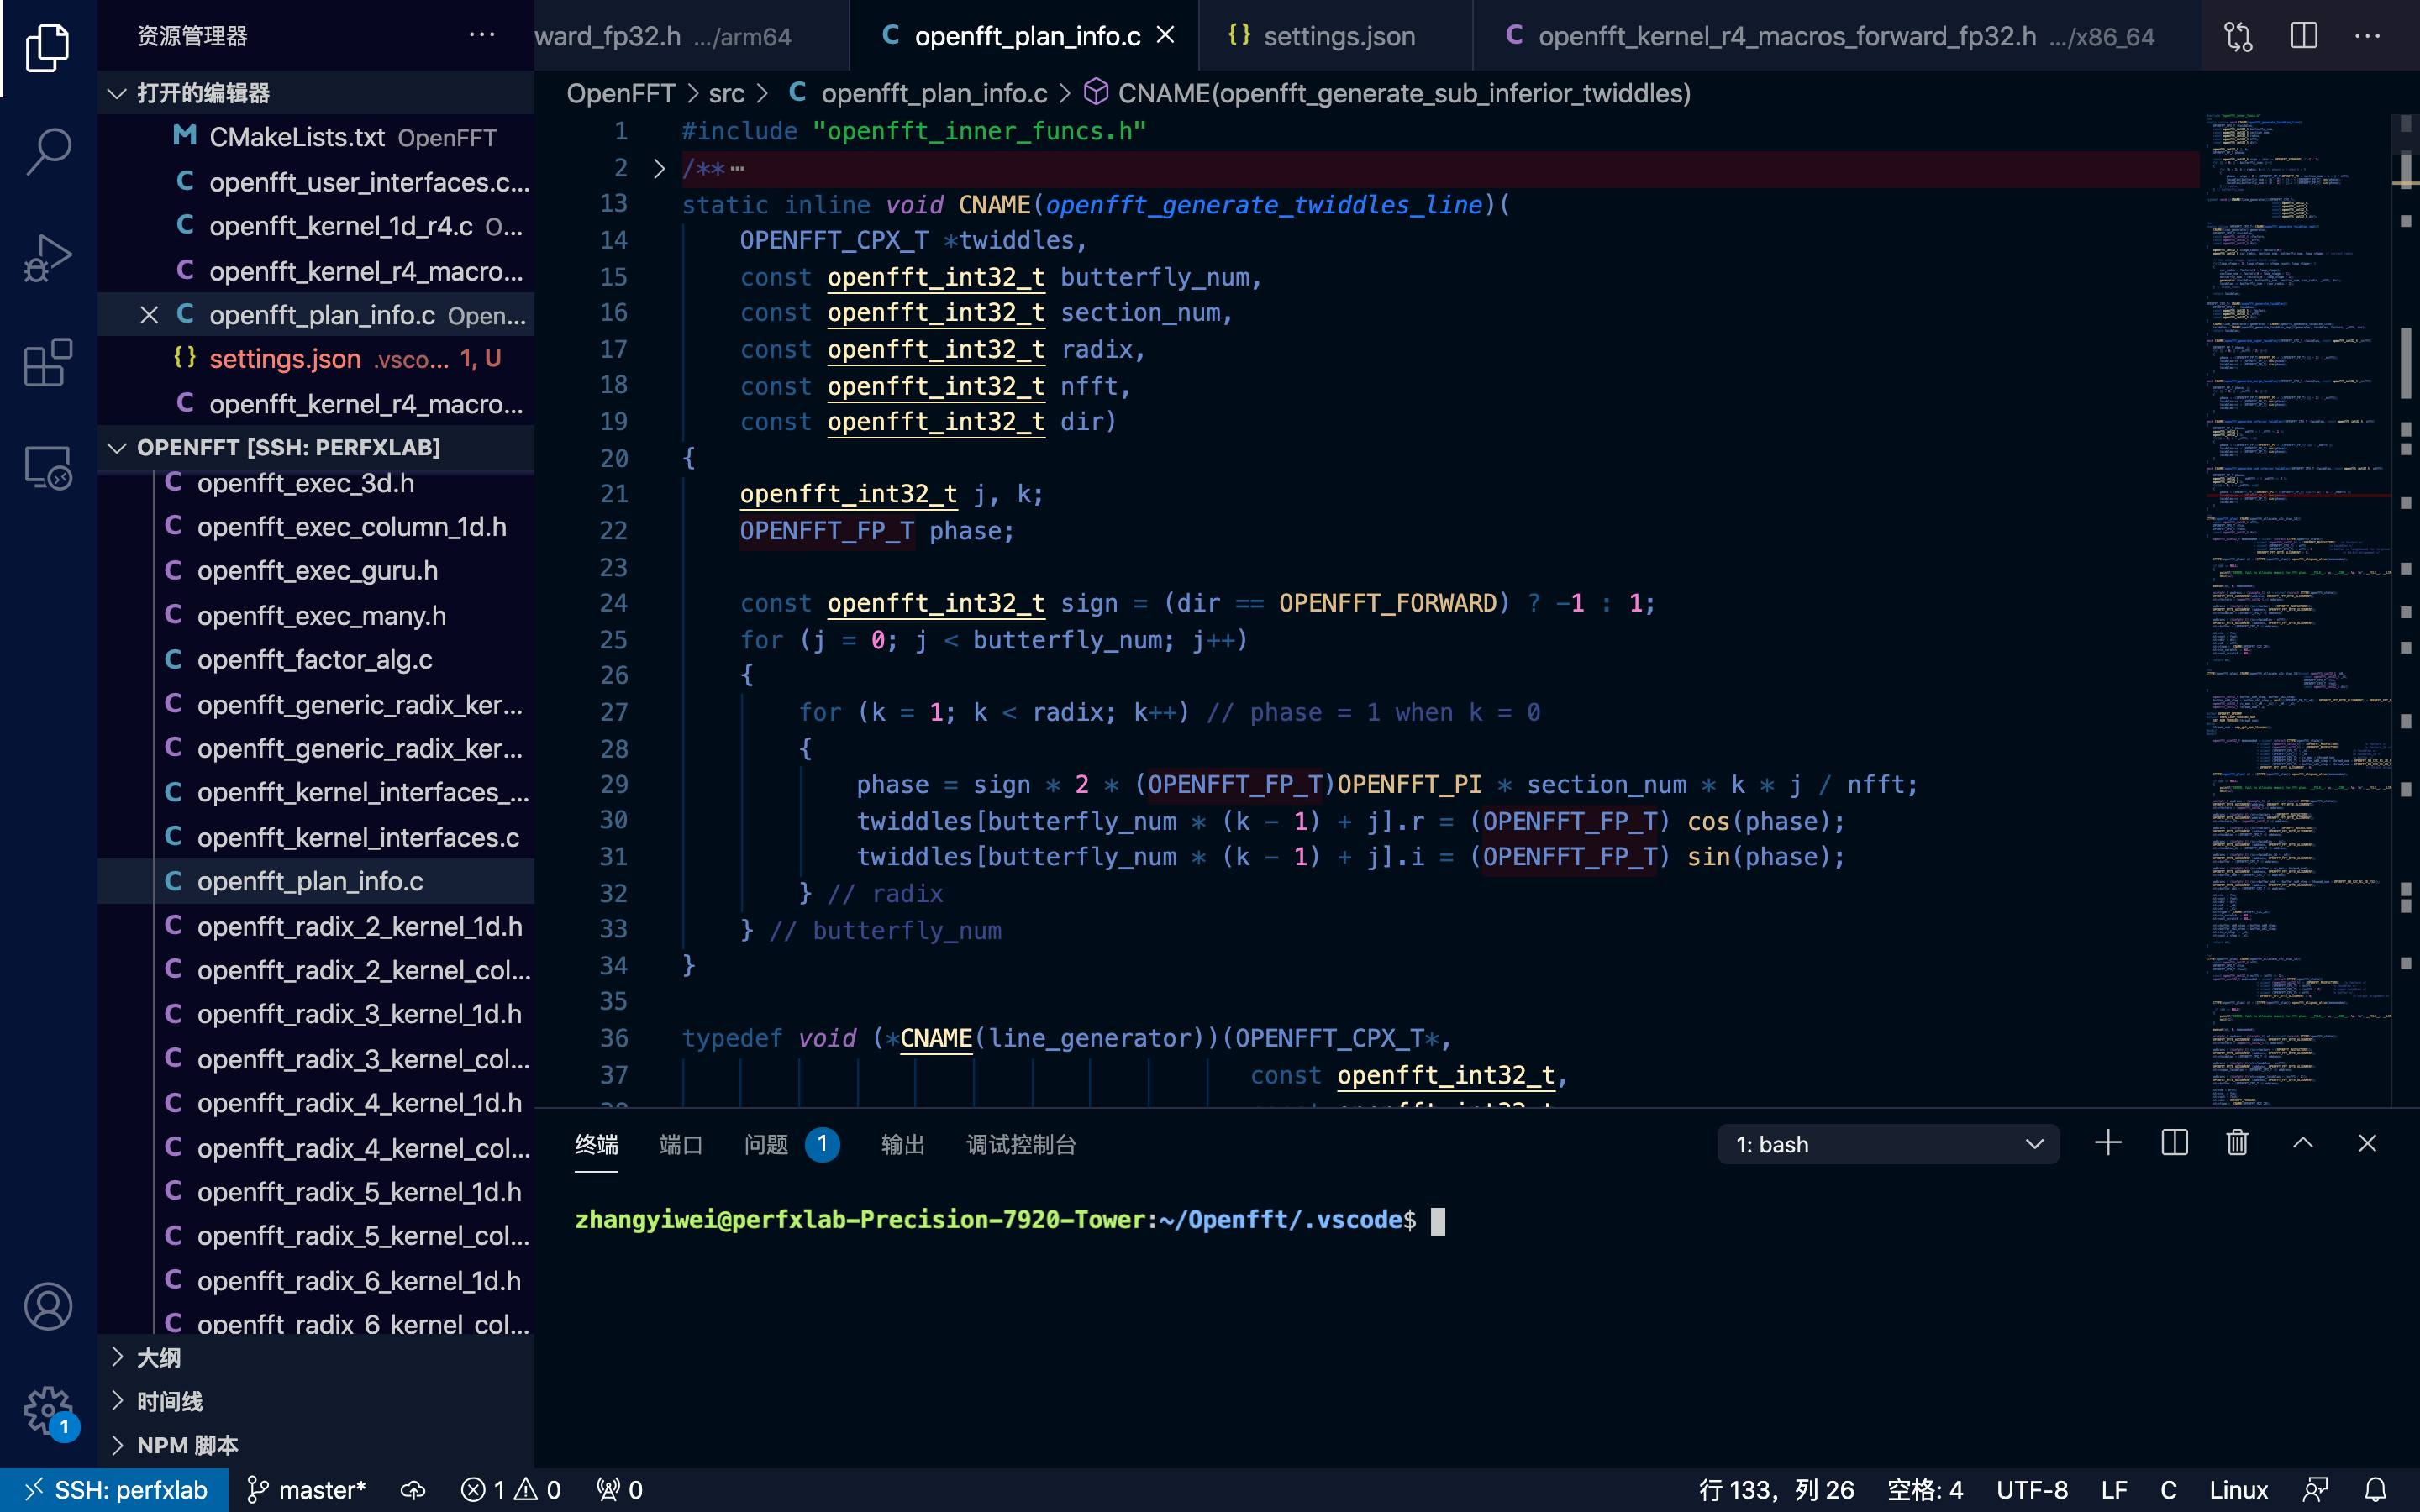 资源管理器
打开的编辑器
CMakeLists.txt OpenFFT
openfft_user_interfaces.c...
openfft_kernel_1d_r4.c O...
openfft_kernel_r4_macro...
openfft_plan_info.c Open...
settings.json .vsco... 1, U
openfft_kernel_r4_macro...
OPENFFT [SSH: PERFXLAB]
openfft_exec_3d.h
openfft_exec_column_1d.h
openfft_exec_guru.h
openfft_exec_many.h
openfft_factor_alg.c
openfft_generic_radix_ker...
openfft_generic_radix_ker...
openfft_kernel_interfaces_...
openfft_kernel_interfaces.c
openfft_plan_info.c
openfft_radix_2_kernel_1d.h
openfft_radix_2_kernel_col...
openfft_radix_3_kernel_1d.h
openfft_radix_3_kernel_col...
openfft_radix_4_kernel_1d.h
openfft_radix_4_kernel_col...
openfft_radix_5_kernel_1d.h
openfft_radix_5_kernel_col...
openfft_radix_6_kernel_1d.h
openfft_radix_6_kernel_col...
大纲
时间线
NPM 脚本
ward_fp32.h .../arm64
openfft_plan_info.c
settings.json
openfft_kernel_r4_macros_forward_fp32.h .../x86_64
OpenFFT > src > C openfft_plan_info.c > CNAME(openfft_generate_sub_inferior_twiddles)
1 #include "openfft_inner_funcs.h"
2 /** ...
13 static inline void CNAME(openfft_generate_twiddles_line)(
14 OPENFFT_CPX_T *twiddles,
15 const openfft_int32_t butterfly_num,
16 const openfft_int32_t section_num,
17 const openfft_int32_t radix,
18 const openfft_int32_t nfft,
19 const openfft_int32_t dir)
20 {
21 openfft_int32_t j, k;
22 OPENFFT_FP_T phase;
23
24 const openfft_int32_t sign = (dir == OPENFFT_FORWARD) ? -1 : 1;
25 for (j = 0; j < butterfly_num; j++)
26 {
27 for (k = 1; k < radix; k++) // phase = 1 when k = 0
28 {
29 phase = sign * 2 * (OPENFFT_FP_T)OPENFFT_PI * section_num * k * j / nfft;
30 twiddles[butterfly_num * (k - 1) + j].r = (OPENFFT_FP_T) cos(phase);
31 twiddles[butterfly_num * (k - 1) + j].i = (OPENFFT_FP_T) sin(phase);
32 } // radix
33 } // butterfly_num
34 }
35
36 typedef void (*CNAME(line_generator))(OPENFFT_CPX_T*,
37 const openfft_int32_t,
终端 端口 问题 1 输出 调试控制台
1: bash
zhangyiwei@perfxlab-Precision-7920-Tower:~/Openfft/.vscode$
1
SSH: perfxlab master* 1 0 0
行 133，列 26 空格: 4 UTF-8 LF C Linux